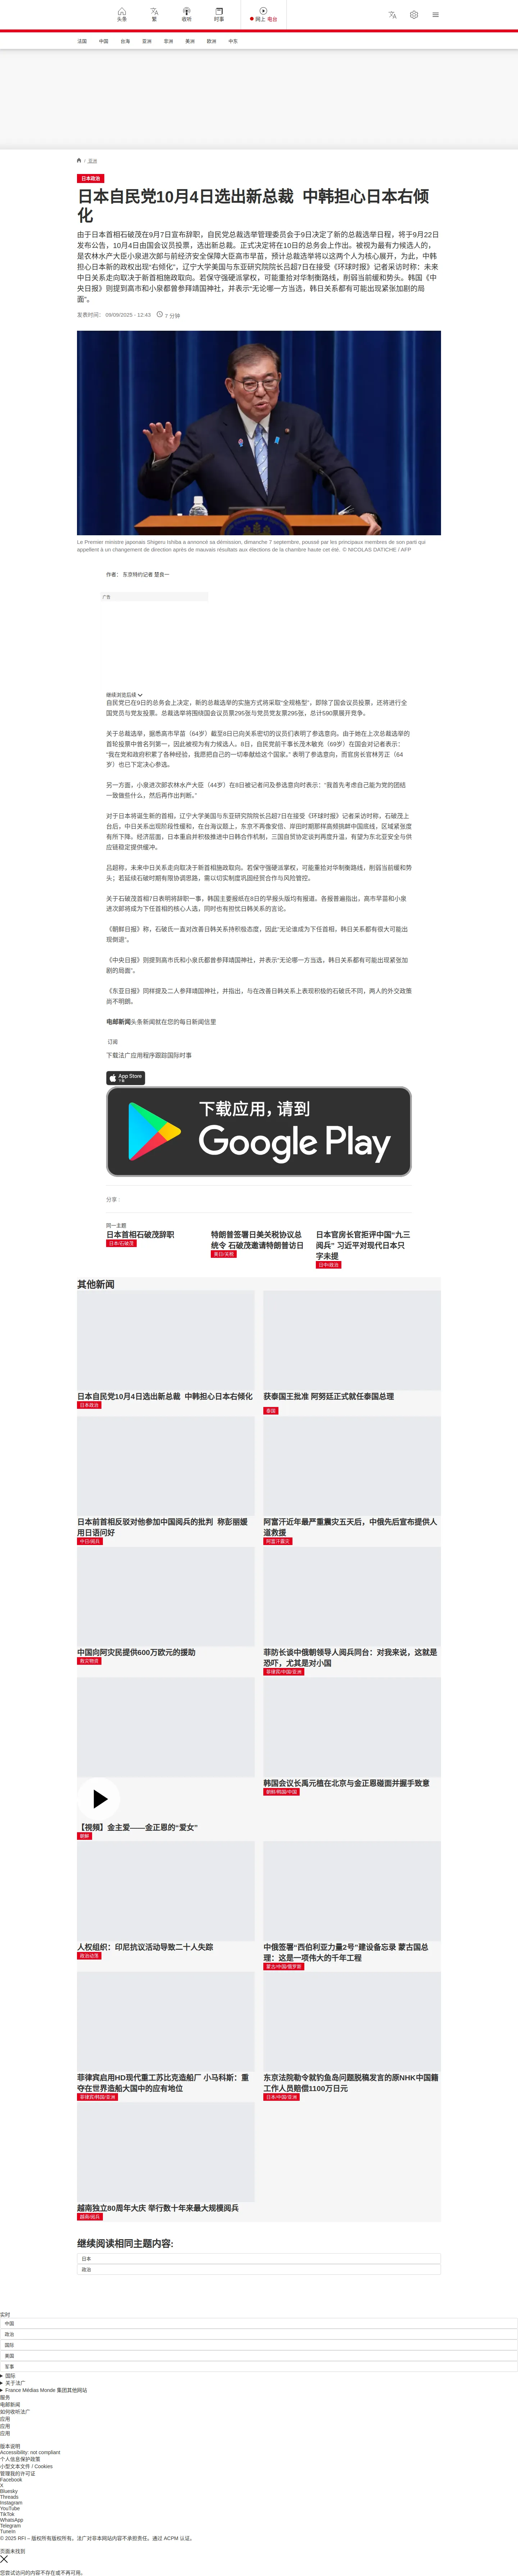 头条
繁
收听
时事
网上 电台
法国
中国
台海
亚洲
非洲
美洲
欧洲
中东
/ 亚洲
日本政治
日本自民党10月4日选出新总裁 中韩担心日本右倾化
由于日本首相石破茂在9月7日宣布辞职，自民党总裁选举管理委员会于9日决定了新的总裁选举日程，将于9月22日发布公告，10月4日由国会议员投票，选出新总裁。正式决定将在10日的总务会上作出。被视为最有力候选人的，是农林水产大臣小泉进次郎与前经济安全保障大臣高市早苗，预计总裁选举将以这两个人为核心展开，为此，中韩担心日本新的政权出现“右倾化”，辽宁大学美国与东亚研究院院长吕超7日在接受《环球时报》记者采访时称：未来中日关系走向取决于新首相施政取向。若保守强硬派掌权，可能重拾对华制衡路线，削弱当前缓和势头。韩国《中央日报》则提到高市和小泉都曾参拜靖国神社，并表示“无论哪一方当选，韩日关系都有可能出现紧张加剧的局面”。
发表时间： 09/09/2025 - 12:43
7 分钟
Le Premier ministre japonais Shigeru Ishiba a annoncé sa démission, dimanche 7 septembre, poussé par les principaux membres de son parti qui appellent à un changement de direction après de mauvais résultats aux élections de la chambre haute cet été. © NICOLAS DATICHE / AFP
作者： 东京特约记者 楚良一
广告
继续浏览后续
自民党已在9日的总务会上决定，新的总裁选举的实施方式将采取“全规格型”，即除了国会议员投票，还将进行全国党员与党友投票。总裁选举将围绕国会议员票295张与党员党友票295张，总计590票展开竞争。
关于总裁选举，据悉高市早苗（64岁）截至8日已向关系密切的议员们表明了参选意向。由于她在上次总裁选举的首轮投票中曾名列第一，因此被视为有力候选人。8日，自民党前干事长茂木敏充（69岁）在国会对记者表示：“我在党和政府积累了各种经验，我愿把自己的一切奉献给这个国家。” 表明了参选意向，而官房长官林芳正（64岁）也已下定决心参选。
另一方面，小泉进次郎农林水产大臣（44岁）在8日被记者问及参选意向时表示：“我首先考虑自己能为党的团结一致做些什么，然后再作出判断。”
对于日本将诞生新的首相，辽宁大学美国与东亚研究院院长吕超7日在接受《环球时报》记者采访时称，石破茂上台后，中日关系出现阶段性缓和，在台海议题上，东京不再像安倍、岸田时期那样高频挑衅中国底线，区域紧张度有所下降。经济层面，日本重启并积极推进中日韩合作机制，三国自贸协定谈判再度升温，有望为东北亚安全与供应链稳定提供缓冲。
吕超称，未来中日关系走向取决于新首相施政取向。若保守强硬派掌权，可能重拾对华制衡路线，削弱当前缓和势头；若延续石破时期有限协调思路，需以切实制度巩固经贸合作与风险管控。
关于石破茂首相7日表明将辞职一事，韩国主要报纸在8日的早报头版均有报道。各报普遍指出，高市早苗和小泉进次郎将成为下任首相的核心人选，同时也有担忧日韩关系的言论。
《朝鲜日报》称，石破氏一直对改善日韩关系持积极态度，因此“无论谁成为下任首相，韩日关系都有很大可能出现倒退”。
《中央日报》则提到高市氏和小泉氏都曾参拜靖国神社，并表示“无论哪一方当选，韩日关系都有可能出现紧张加剧的局面”。
《东亚日报》同样提及二人参拜靖国神社，并指出，与在改善日韩关系上表现积极的石破氏不同，两人的外交政策尚不明朗。
电邮新闻头条新闻就在您的每日新闻信里
订阅
下载法广应用程序跟踪国际时事
App Store
下载应用，请到
Google Play
分享 :
同一主题
日本首相石破茂辞职
日本/石破茂
特朗普签署日美关税协议总统令 石破茂邀请特朗普访日
美日/关税
日本官房长官拒评中国“九三阅兵” 习近平对现代日本只字未提
日中/政治
其他新闻
日本自民党10月4日选出新总裁 中韩担心日本右倾化
日本政治
获泰国王批准 阿努廷正式就任泰国总理
泰国
日本前首相反驳对他参加中国阅兵的批判 称彭丽媛用日语问好
中日/阅兵
阿富汗近年最严重震灾五天后，中俄先后宣布提供人道救援
阿富汗震灾
中国向阿灾民提供600万欧元的援助
救灾物资
菲防长谈中俄朝领导人阅兵同台：对我来说，这就是恐吓，尤其是对小国
菲律宾/中国/亚洲
【视频】金主爱——金正恩的“爱女”
朝鲜
韩国会议长禹元植在北京与金正恩碰面并握手致意
朝鲜/韩国/中国
人权组织：印尼抗议活动导致二十人失踪
政治动荡
中俄签署“西伯利亚力量2号”建设备忘录 蒙古国总理：这是一项伟大的千年工程
蒙古/中国/俄罗斯
菲律宾启用HD现代重工苏比克造船厂 小马科斯：重夺在世界造船大国中的应有地位
菲律宾/韩国/亚洲
东京法院勒令就钓鱼岛问题脱稿发言的原NHK中国籍工作人员赔偿1100万日元
日本/中国/亚洲
越南独立80周年大庆 举行数十年来最大规模阅兵
越南/阅兵
继续阅读相同主题内容:
日本
政治
实时
中国
政治
国际
美国
军事
国际
关于法广
France Médias Monde 集团其他网站
服务
电邮新闻
如何收听法广
应用
应用
应用
版本说明
Accessibility: not compliant
个人信息保护政策
小型文本文件 / Cookies
管理我的许可证
Facebook
X
Bluesky
Threads
Instagram
YouTube
TikTok
WhatsApp
Telegram
TuneIn
© 2025 RFI – 版权所有版权所有。法广对非本网站内容不承担责任。通过 ACPM 认证。
页面未找到
您尝试访问的内容不存在或不再可用。